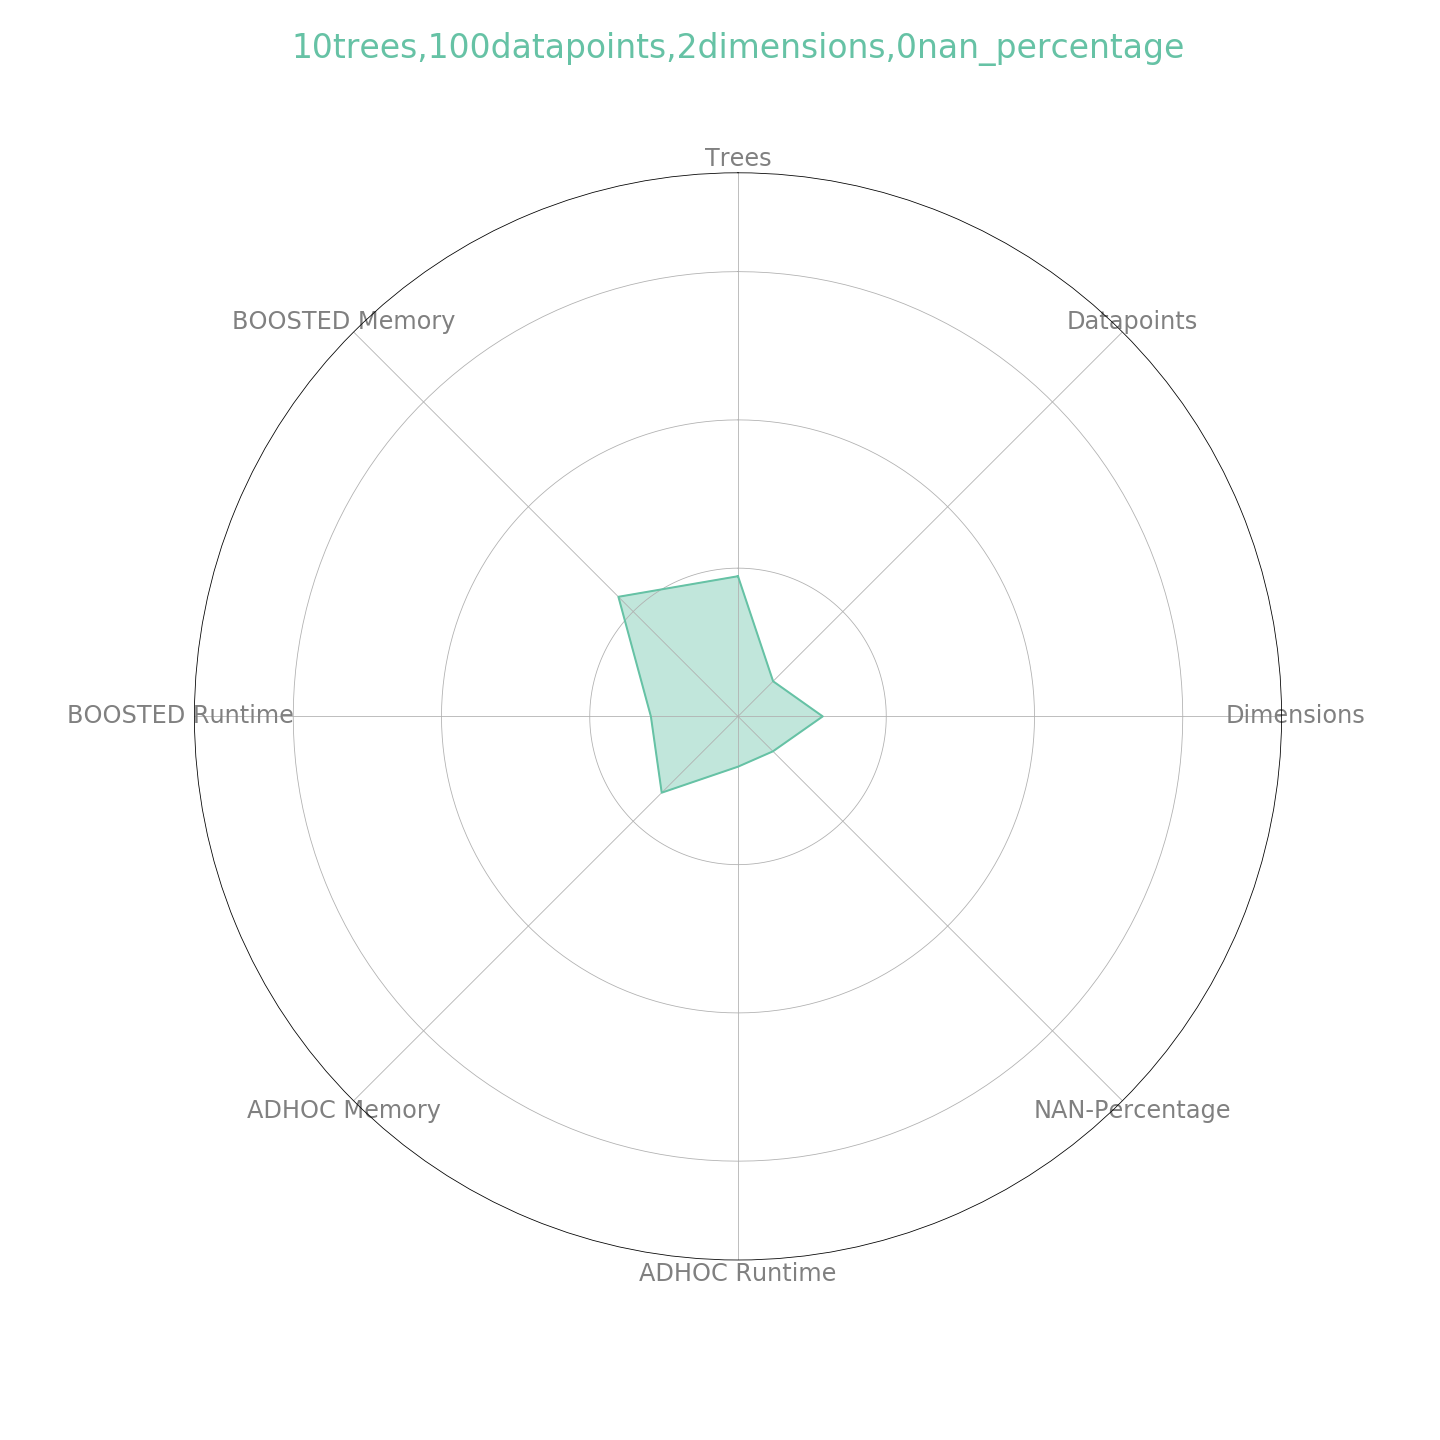 10trees,100datapoints,2dimensions,0nan_percentage
Trees
BOOSTED Memory
Datapoints
BOOSTED Runtime
Dimensions
ADHOC Memory
NAN-Percentage
ADHOC Runtime